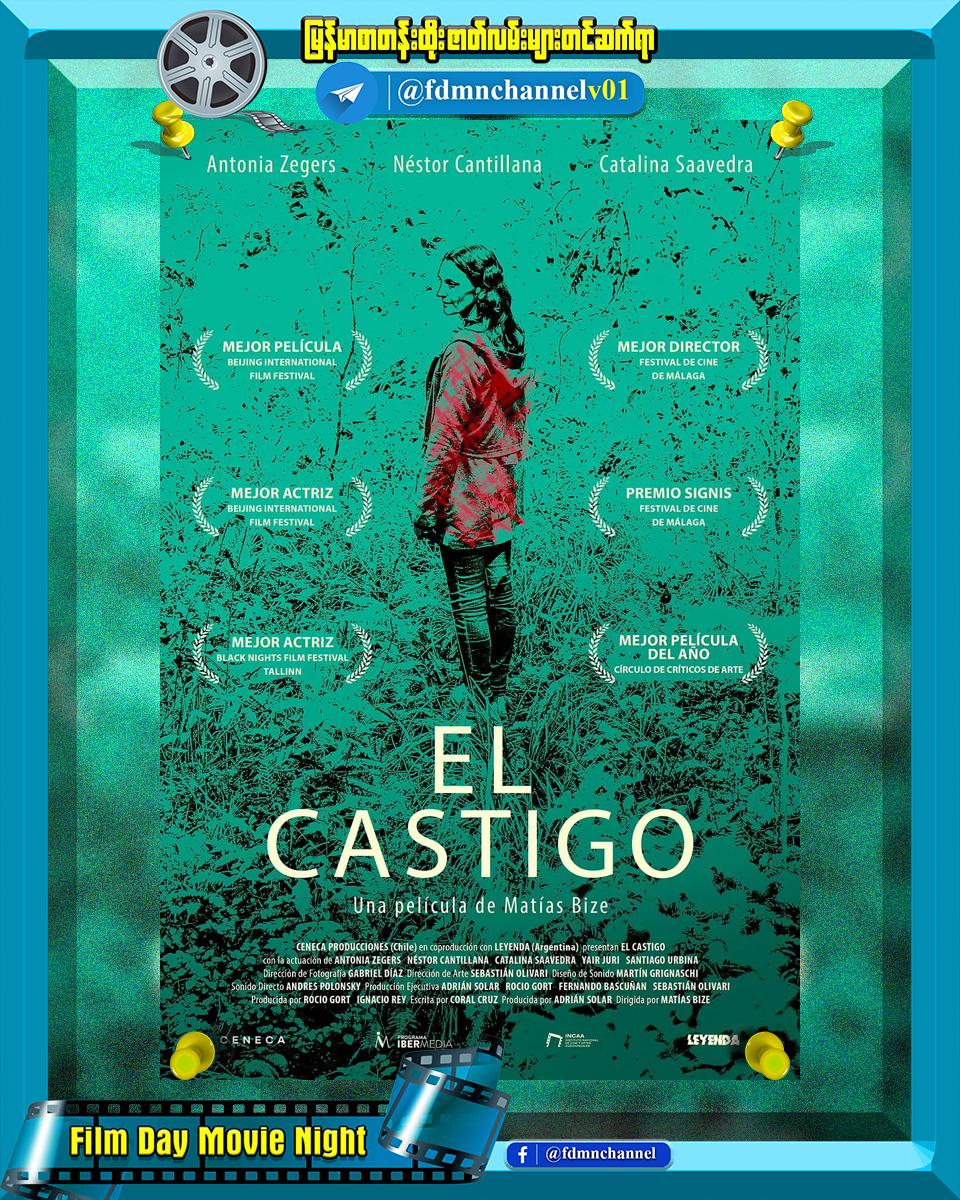 မြန်မာစာတန်းထိုးဇာတ်လမ်းများတင်ဆက်ရာ
@fdmnchannelv01
Antonia Zegers Néstor Cantillana Catalina Saavedra
MEJOR PELÍCULA
BEIJING INTERNATIONAL
FILM FESTIVAL
MEJOR DIRECTOR
FESTIVAL DE CINE
DE MÁLAGA
MEJOR ACTRIZ
BEIJING INTERNATIONAL
FILM FESTIVAL
PREMIO SIGNIS
FESTIVAL DE CINE
DE MÁLAGA
MEJOR ACTRIZ
BLACK NIGHTS FILM FESTIVAL
TALLINN
MEJOR PELÍCULA
DEL AÑO
CÍRCULO DE CRÍTICOS DE ARTE
EL
CASTIGO
Una película de Matías Bize
CENECA PRODUCCIONES (Chile) en coproducción con LEYENDA (Argentina) presentan EL CASTIGO
con la actuación de ANTONIA ZEGERS NÉSTOR CANTILLANA CATALINA SAAVEDRA YAIR JURI SANTIAGO URBINA
Dirección de Fotografía GABRIEL DÍAZ Dirección de Arte SEBASTIÁN OLIVARI Diseño de Sonido MARTÍN GRIGNASCHI
Sonido Directo ANDRES POLONSKY Producción Ejecutiva ADRIÁN SOLAR ROCIO GORT FERNANDO BASCUÑAN SEBASTIÁN OLIVARI
Producida por ROCIO GORT IGNACIO REY Escrita por CORAL CRUZ Producida por ADRIÁN SOLAR Dirigida por MATÍAS BIZE
CENECA
PROGRAMA
IBERMEDIA
INCAA
INSTITUTO NACIONAL
DE CINE Y ARTES
AUDIOVISUALES
LEYENDA
Film Day Movie Night
@fdmnchannel